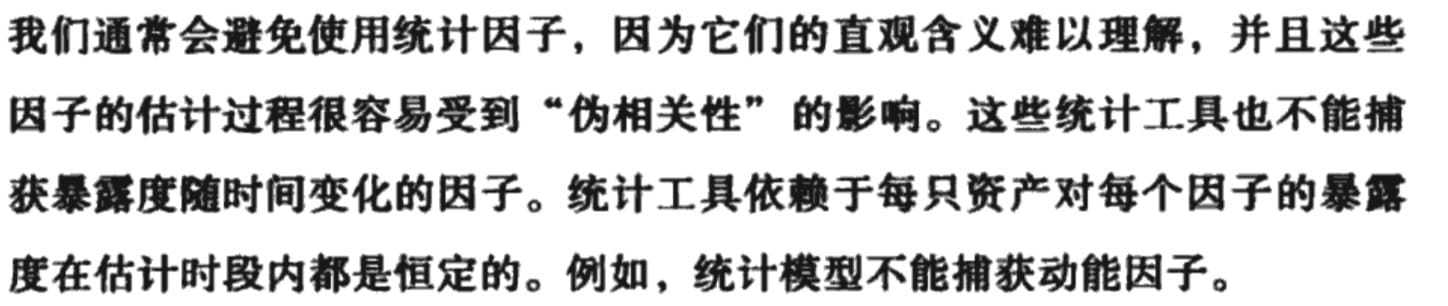 我们通常会避免使用统计因子，因为它们的直观含义难以理解，并且这些
因子的估计过程很容易受到“伪相关性”的影响。这些统计工具也不能捕
获暴露度随时间变化的因子。统计工具依赖于每只资产对每个因子的暴露
度在估计时段内都是恒定的。例如，统计模型不能捕获动能因子。